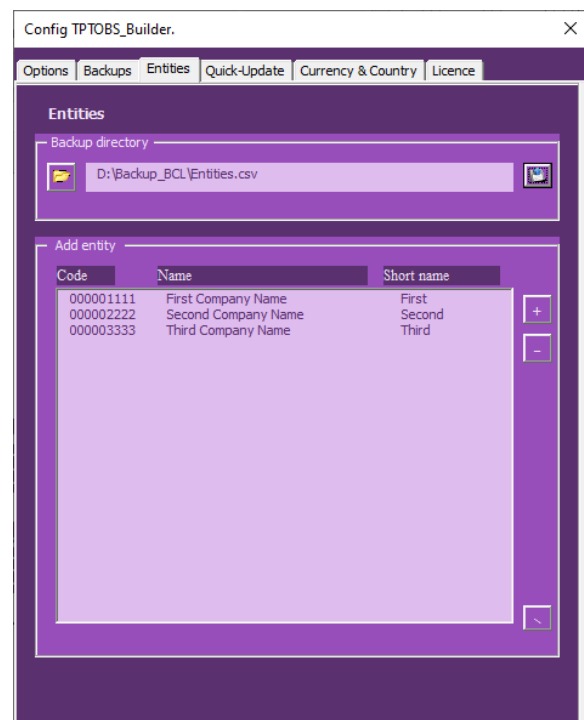 Config TPTOBS_Builder.
Options Backups Entities Quick-Update Currency & Country Licence
Entities
Backup directory
D:\Backup_BCL\Entities.csv
Add entity
Code Name Short name
000001111 First Company Name First
000002222 Second Company Name Second
000003333 Third Company Name Third
+
-